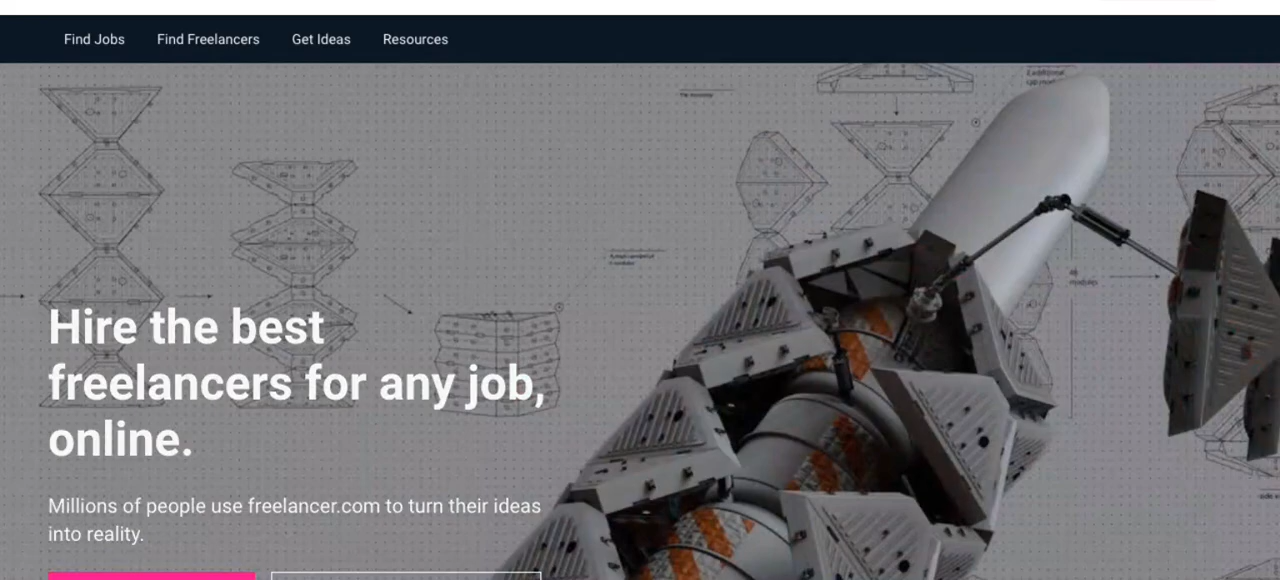 Find Jobs Find Freelancers Get Ideas Resources
Hire the best
freelancers for any job,
online.
Millions of people use freelancer.com to turn their ideas
into reality.